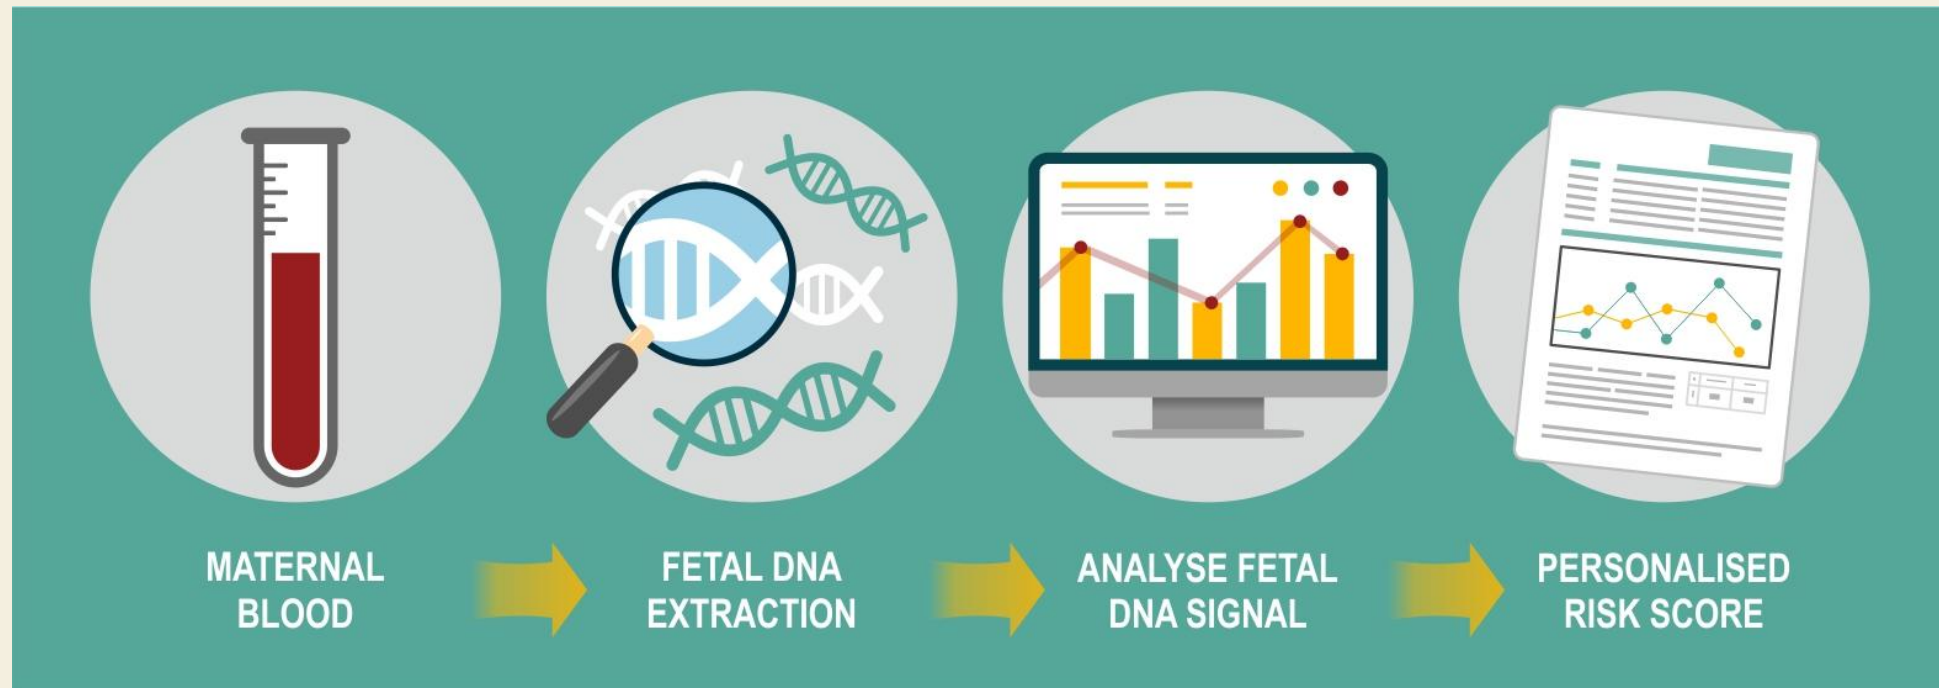 MATERNAL
BLOOD
FETAL DNA
EXTRACTION
ANALYSE FETAL
DNA SIGNAL
PERSONALISED
RISK SCORE